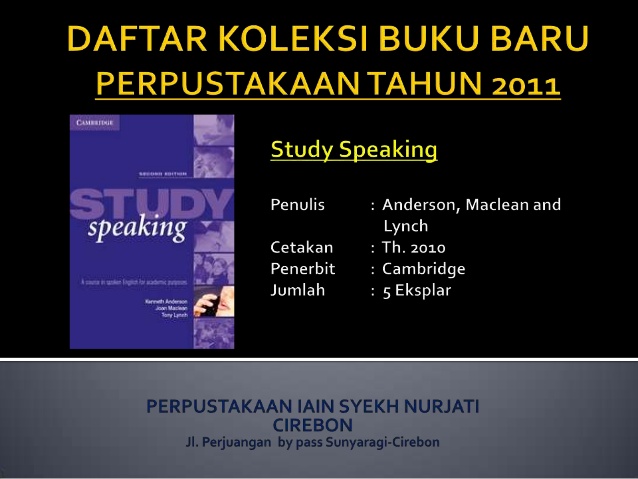 DAFTAR KOLEKSI BUKU BARU
PERPUSTAKAAN TAHUN 2011
CAMBRIDGE
SECOND EDITION
STUDY
speaking
A course in spoken English for academic purposes
Kenneth Anderson
Joan Maclean
Tony Lynch
Study Speaking
Penulis : Anderson, Maclean and
Lynch
Cetakan : Th. 2010
Penerbit : Cambridge
Jumlah : 5 Eksplar
PERPUSTAKAAN IAIN SYEKH NURJATI
CIREBON
Jl. Perjuangan by pass Sunyaragi-Cirebon